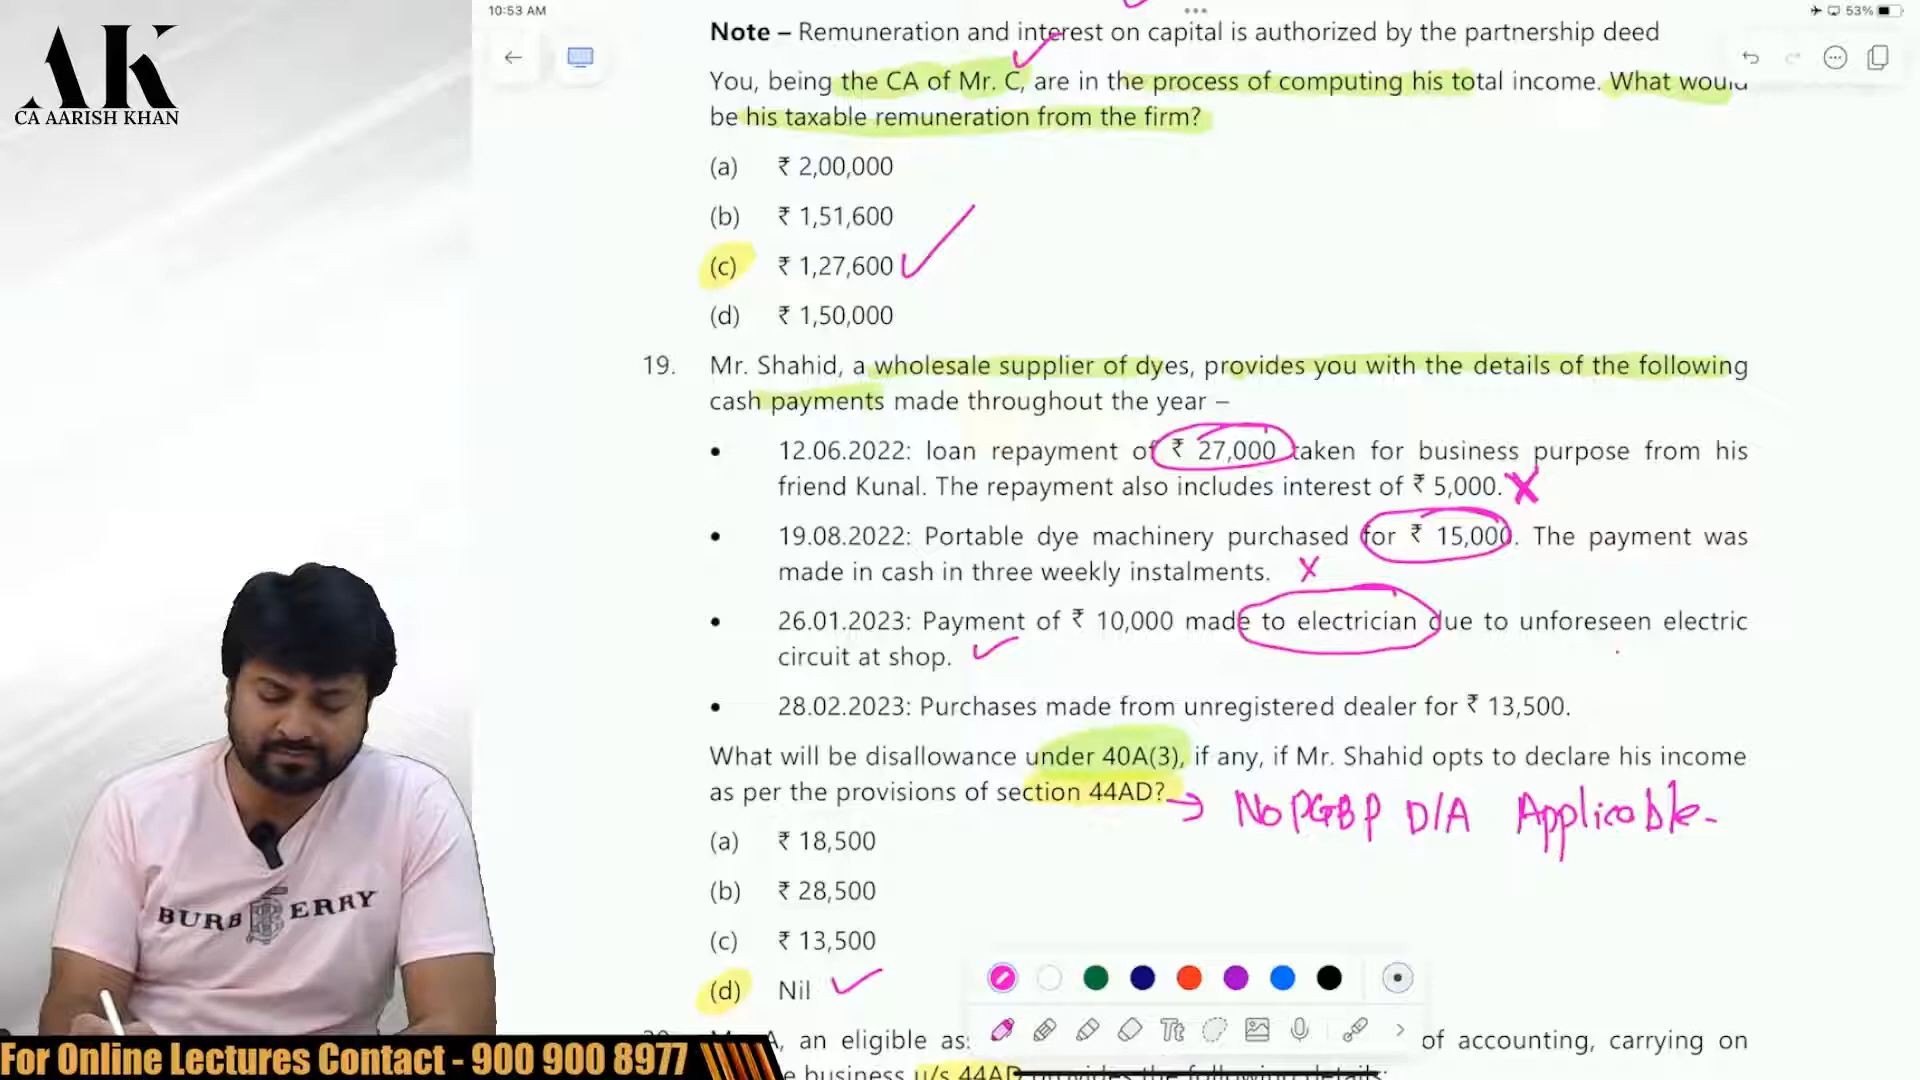 10:53 AM
53%
AK
CA AARISH KHAN
Note – Remuneration and interest on capital is authorized by the partnership deed
You, being the CA of Mr. C, are in the process of computing his total income. What would
be his taxable remuneration from the firm?
(a) ₹ 2,00,000
(b) ₹ 1,51,600
(c) ₹ 1,27,600
(d) ₹ 1,50,000
19. Mr. Shahid, a wholesale supplier of dyes, provides you with the details of the following
cash payments made throughout the year –
• 12.06.2022: loan repayment of ₹ 27,000 taken for business purpose from his
friend Kunal. The repayment also includes interest of ₹ 5,000.
• 19.08.2022: Portable dye machinery purchased for ₹ 15,000. The payment was
made in cash in three weekly instalments.
• 26.01.2023: Payment of ₹ 10,000 made to electrician due to unforeseen electric
circuit at shop.
• 28.02.2023: Purchases made from unregistered dealer for ₹ 13,500.
What will be disallowance under 40A(3), if any, if Mr. Shahid opts to declare his income
as per the provisions of section 44AD?
No PGBP D/A Applicable.
(a) ₹ 18,500
(b) ₹ 28,500
(c) ₹ 13,500
(d) Nil
Tt
A, an eligible as
of accounting, carrying on
e business u/s 44AD provides the following details:
BURBERRY
For Online Lectures Contact - 900 900 8977